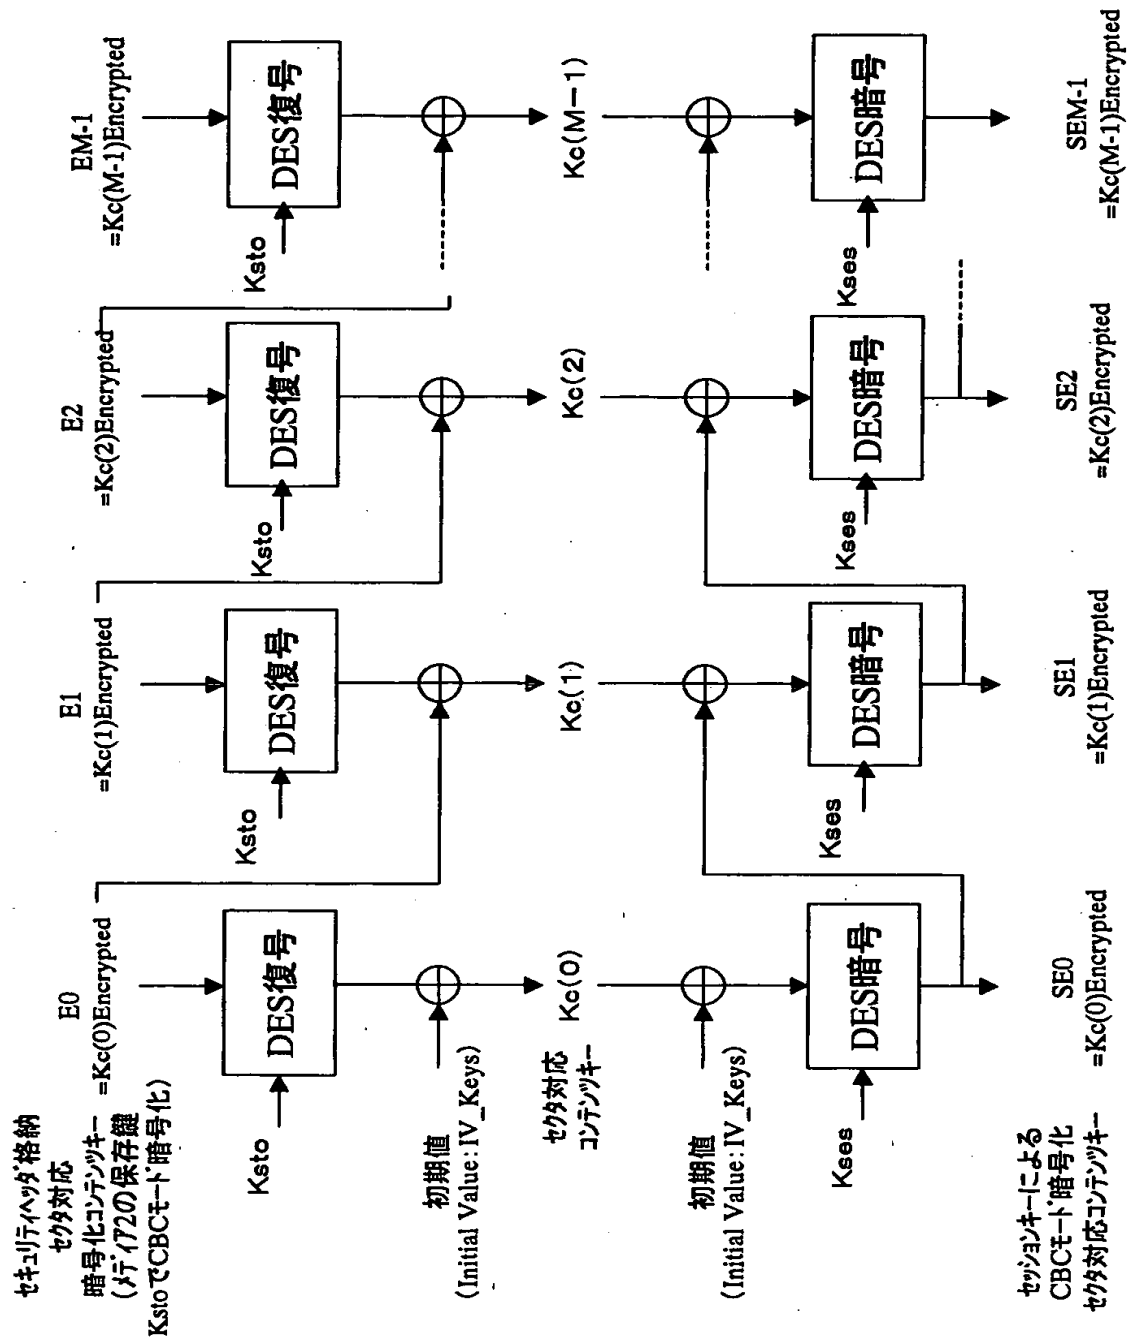 セキュリティヘッダ格納
セクタ対応
暗号化コンテンツキー
(メディア2の保存鍵
KstoでCBCモード暗号化)
E0
=Kc(0)Encrypted
E1
=Kc(1)Encrypted
E2
=Kc(2)Encrypted
EM-1
=Kc(M-1)Encrypted
Ksto
DES復号
Ksto
DES復号
Ksto
DES復号
Ksto
DES復号
初期値
(Initial Value:IV_Keys)
セクタ対応
コンテンツキー
Kc(0)
Kc(1)
Kc(2)
Kc(M-1)
初期値
(Initial Value:IV_Keys)
Kses
DES暗号
Kses
DES暗号
Kses
DES暗号
Kses
DES暗号
セッションキーによる
CBCモード暗号化
セクタ対応コンテンツキー
SE0
=Kc(0)Encrypted
SE1
=Kc(1)Encrypted
SE2
=Kc(2)Encrypted
SEM-1
=Kc(M-1)Encrypted